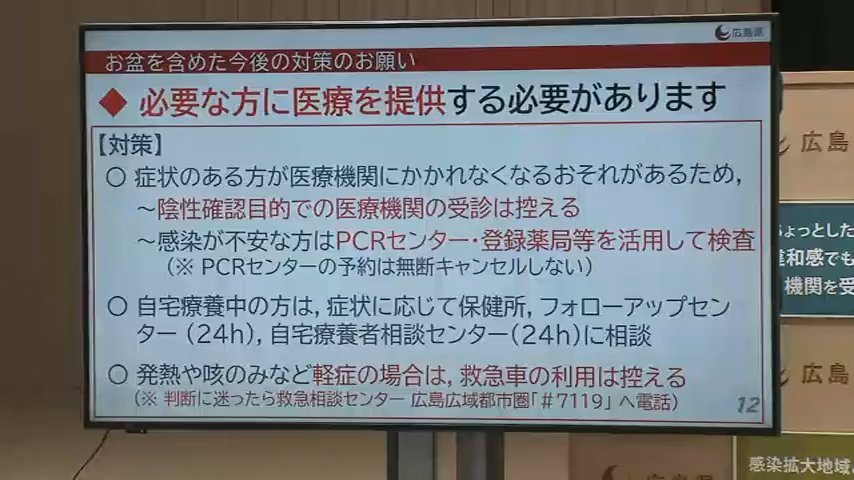 広島県
お盆を含めた今後の対策のお願い
◆ 必要な方に医療を提供する必要があります
【対策】
○ 症状のある方が医療機関にかかれなくなるおそれがあるため,
～陰性確認目的での医療機関の受診は控える
～感染が不安な方はPCRセンター・登録薬局等を活用して検査
(※ PCRセンターの予約は無断キャンセルしない)
○ 自宅療養中の方は, 症状に応じて保健所, フォローアップセン
ター (24h), 自宅療養者相談センター(24h)に相談
○ 発熱や咳のみなど軽症の場合は, 救急車の利用は控える
(※ 判断に迷ったら救急相談センター 広島広域都市圏「#7119」 へ電話)
12
広島
ちょっとした
違和感でも
機関を受
広島
広島県
感染拡大地域